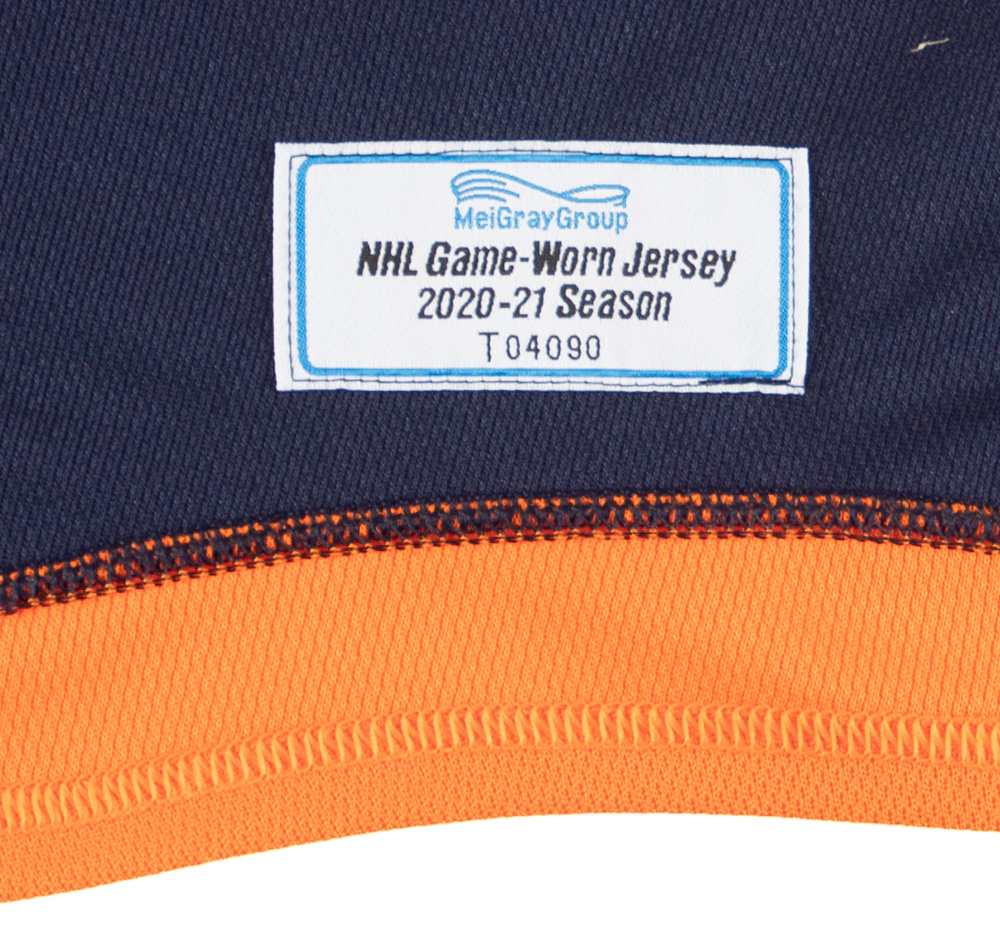 MeiGrayGroup
NHL Game-Worn Jersey
2020-21 Season
T04090